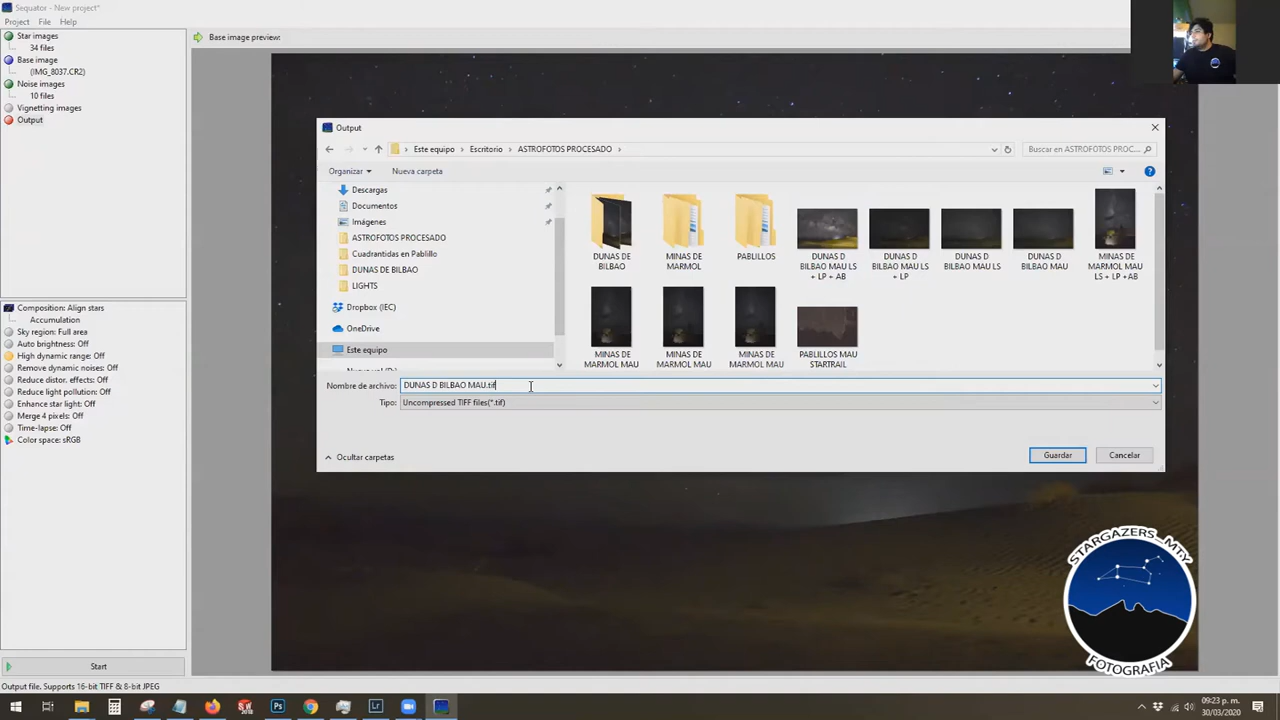 Sequator - New project*
Project File Help
Star images
34 files
Base image
(IMG_8037.CR2)
Noise images
10 files
Vignetting images
Output
Base image preview:
Output
Este equipo > Escritorio > ASTROFOTOS PROCESADO >
Buscar en ASTROFOTOS PROCE...
Organizar
Nueva carpeta
Descargas
Documentos
Imágenes
ASTROFOTOS PROCESADO
Cuadrantidas en Pablillo
DUNAS DE BILBAO
LIGHTS
Dropbox (IEC)
OneDrive
Este equipo
DUNAS DE
BILBAO
MINAS DE
MARMOL
PABLILLOS
DUNAS D
BILBAO MAU LS
+ LP + AB
DUNAS D
BILBAO MAU LS
+ LP
DUNAS D
BILBAO MAU LS
DUNAS D
BILBAO MAU
MINAS DE
MARMOL MAU
LS + LP +AB
MINAS DE
MARMOL MAU
MINAS DE
MARMOL MAU
MINAS DE
MARMOL MAU
PABLILLOS MAU
STARTRAIL
Nombre de archivo: DUNAS D BILBAO MAU.tif
Tipo: Uncompressed TIFF files(*.tif)
Ocultar carpetas
Guardar
Cancelar
Composition: Align stars
Accumulation
Sky region: Full area
Auto brightness: Off
High dynamic range: Off
Remove dynamic noises: Off
Reduce distor. effects: Off
Reduce light pollution: Off
Enhance star light: Off
Merge 4 pixels: Off
Time-lapse: Off
Color space: sRGB
STARGAZERS_MTY
FOTOGRAFIA
Start
Output file. Supports 16-bit TIFF & 8-bit JPEG
09:23 p. m.
30/03/2020